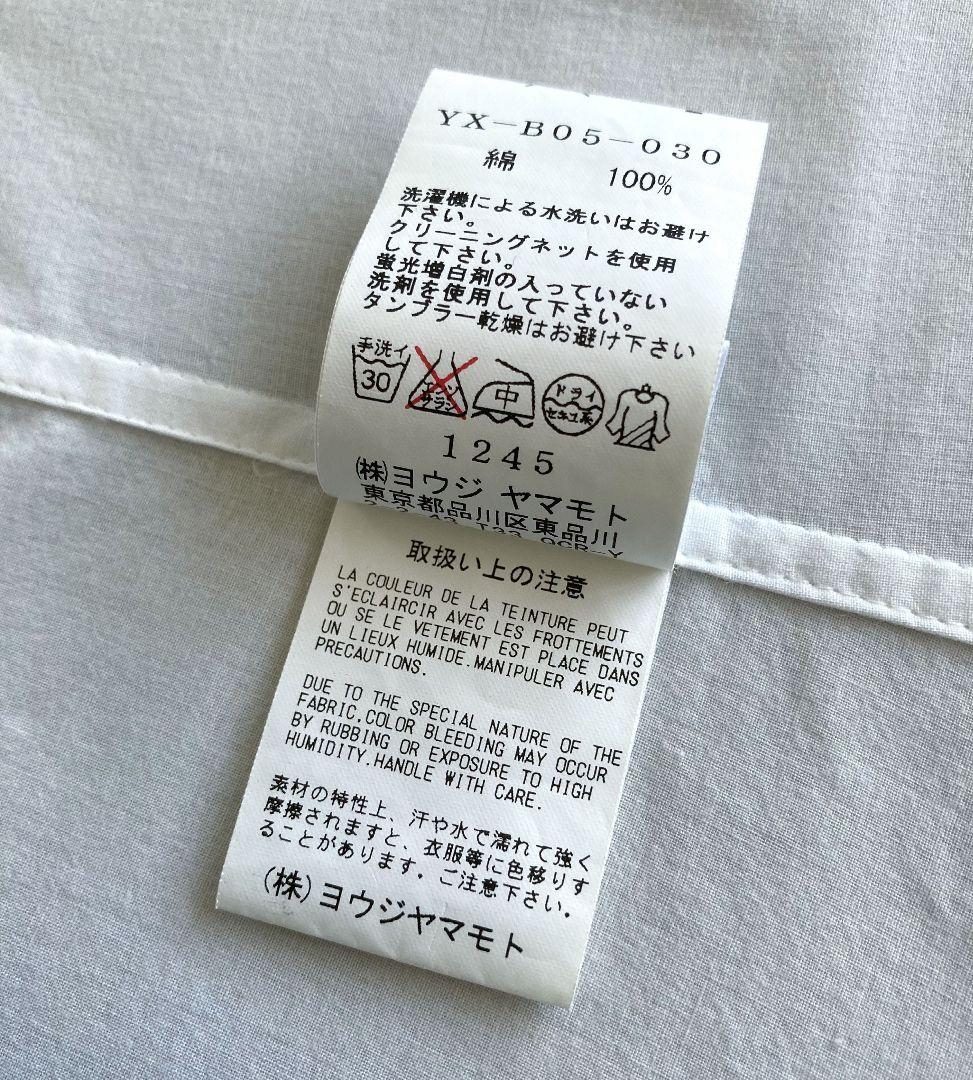 YX-B05-030
綿 100%
洗濯機による水洗いはお避け
下さい。
クリーニングネットを使用
して下さい。
蛍光増白剤の入っていない
洗剤を使用して下さい。
タンブラー乾燥はお避け下さい
手洗イ
30
エンソ
サラシ
中
ドライ
セキユ系
1245
㈱ヨウジ ヤマモト
東京都品川区東品川
取扱い上の注意
LA COULEUR DE LA TEINTURE PEUT
S'ECLAIRCIR AVEC LES FROTTEMENTS
OU SE LE VETEMENT EST PLACE DANS
UN LIEUX HUMIDE.MANIPULER AVEC
PRECAUTIONS.
DUE TO THE SPECIAL NATURE OF THE
FABRIC,COLOR BLEEDING MAY OCCUR
BY RUBBING OR EXPOSURE TO HIGH
HUMIDITY.HANDLE WITH CARE.
素材の特性上、汗や水で濡れて強く
摩擦されますと、衣服等に色移りす
ることがあります。ご注意下さい。
(株)ヨウジヤマモト